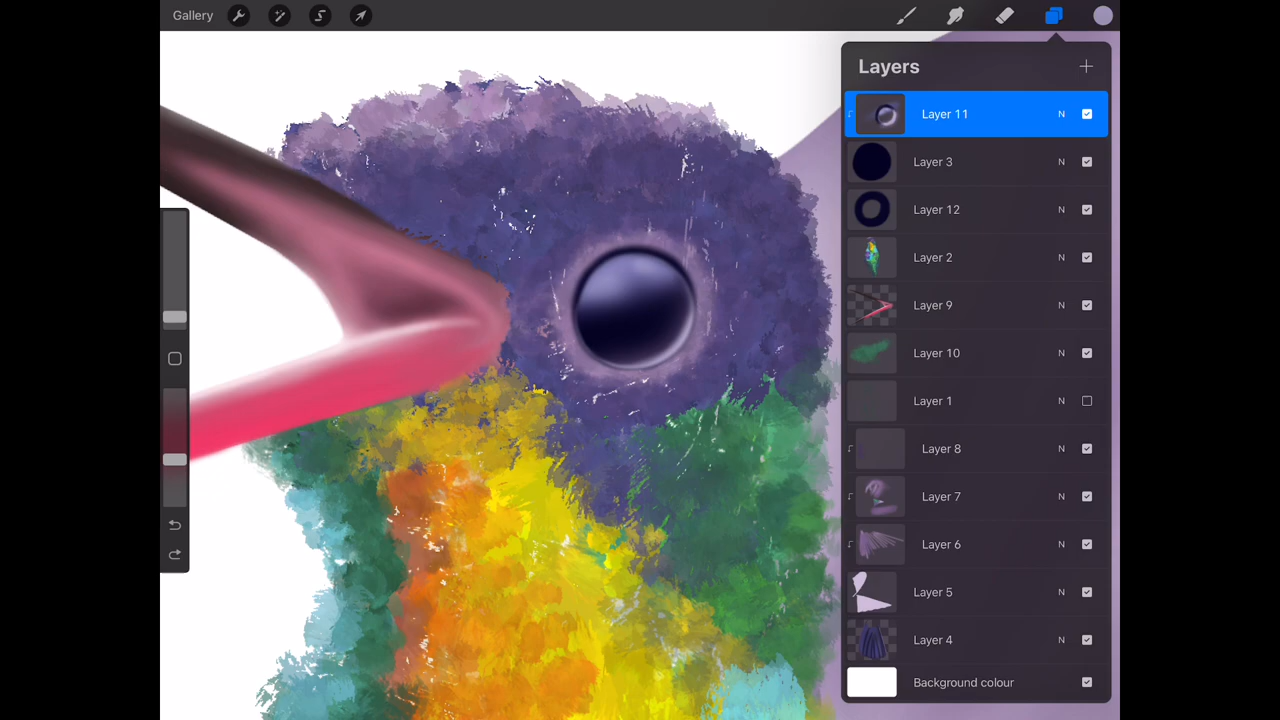 Gallery
Layers
Layer 11 N
Layer 3 N
Layer 12 N
Layer 2 N
Layer 9 N
Layer 10 N
Layer 1 N
Layer 8 N
Layer 7 N
Layer 6 N
Layer 5 N
Layer 4 N
Background colour